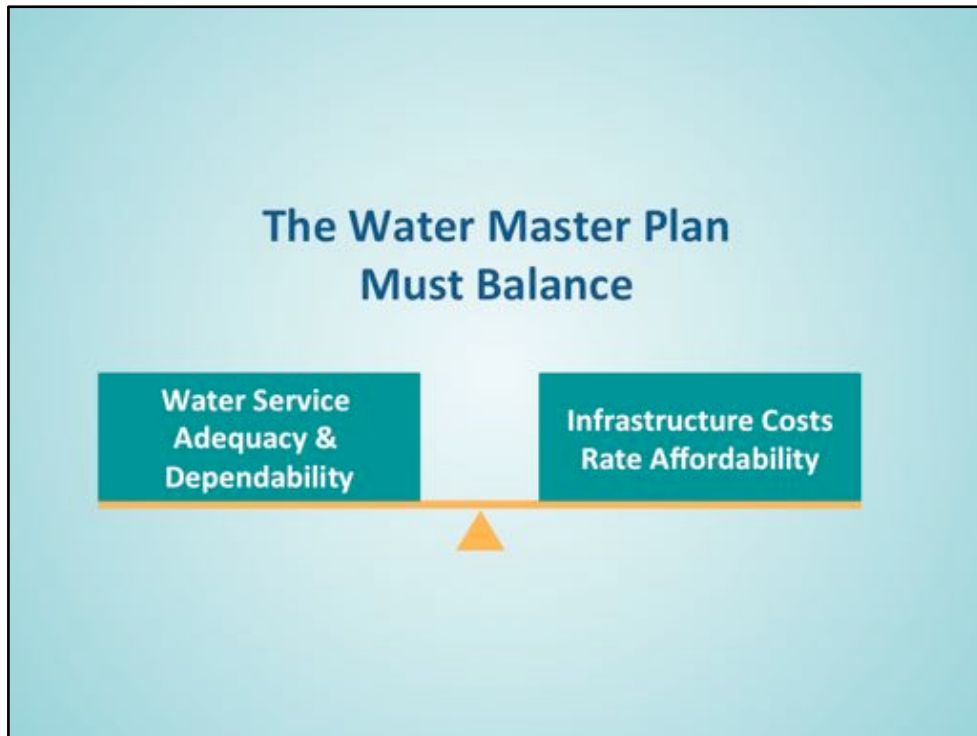 The Water Master Plan
Must Balance
Water Service
Adequacy &
Dependability
Infrastructure Costs
Rate Affordability